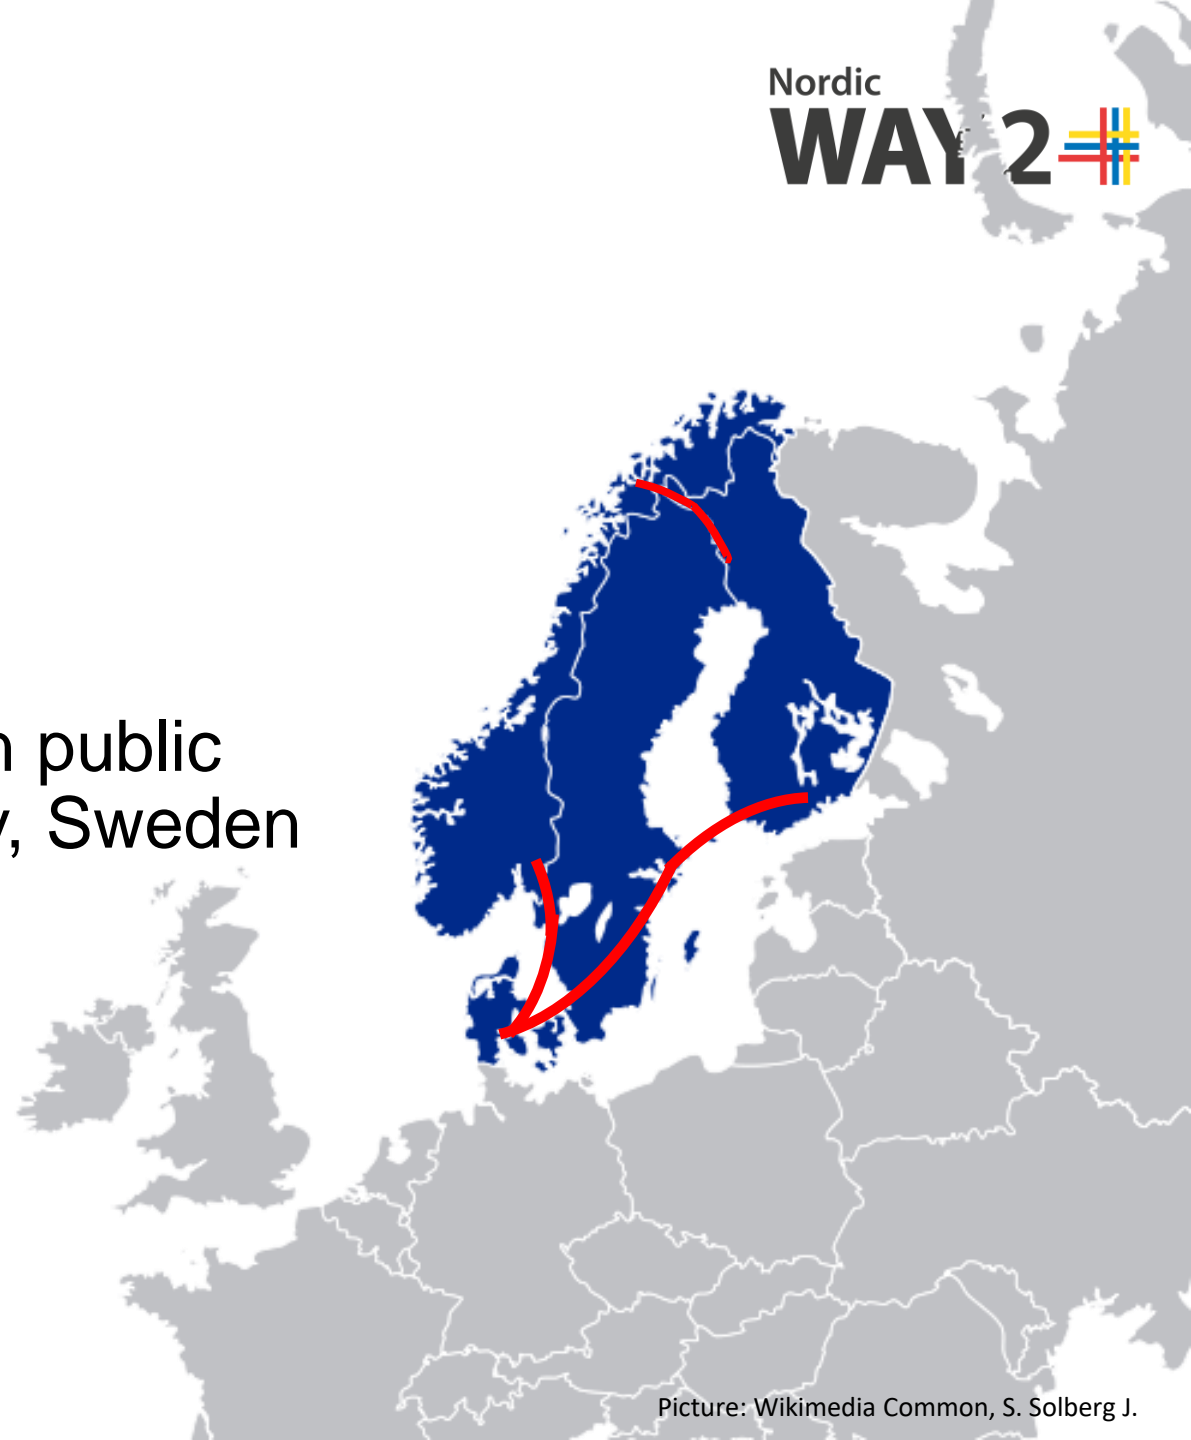 Nordic
WAY 2
n public
, Sweden
Picture: Wikimedia Common, S. Solberg J.